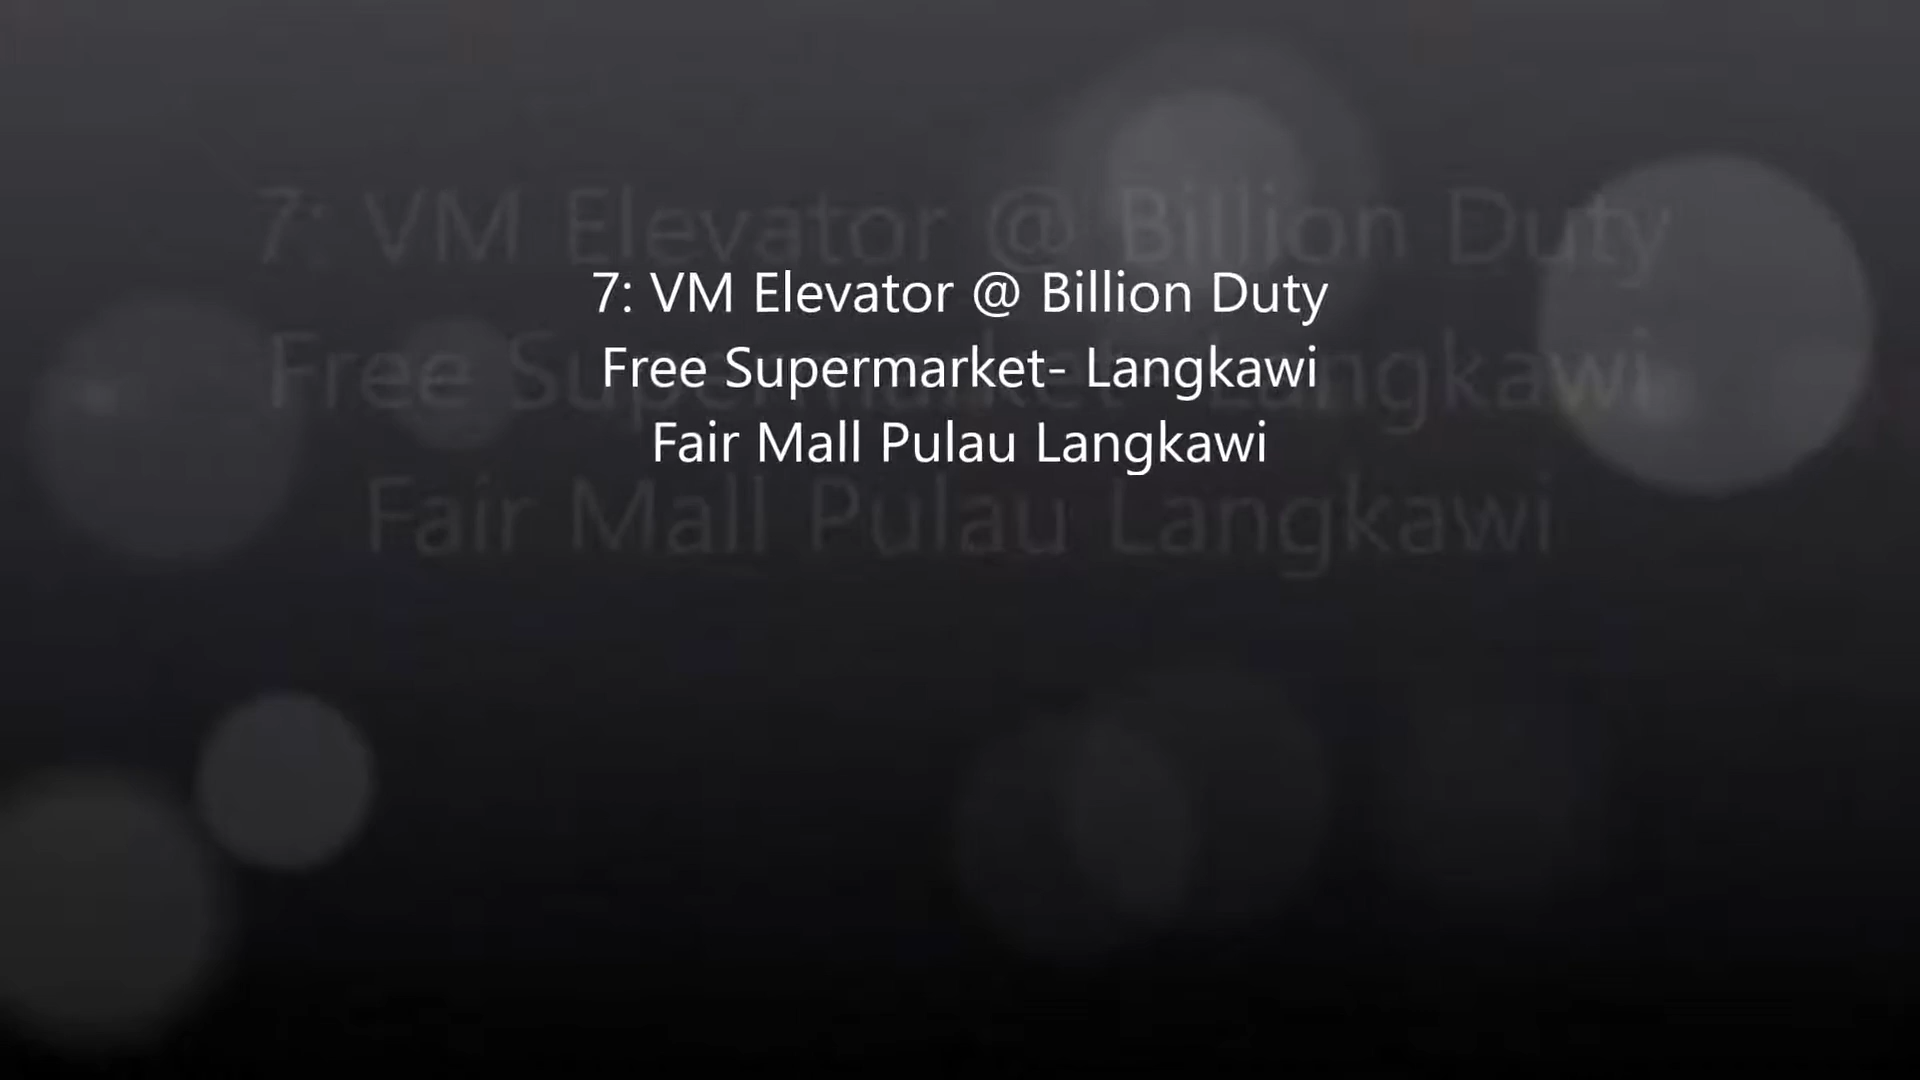 7: VM Elevator @ Billion Duty
Free Supermarket- Langkawi
Fair Mall Pulau Langkawi